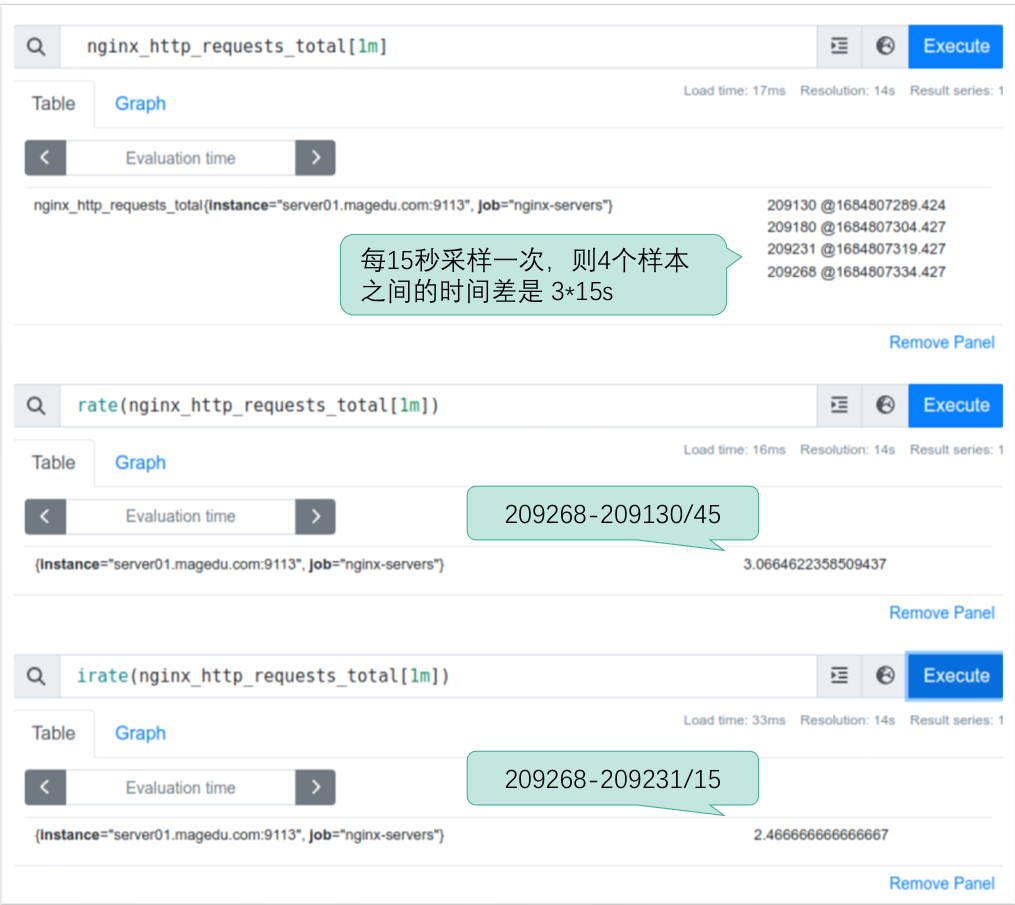 nginx_http_requests_total[1m]
Execute
Table
Graph
Load time: 17ms Resolution: 14s Result series: 1
Evaluation time
nginx_http_requests_total{instance="server01.magedu.com:9113", job="nginx-servers"}
209130 @1684807289.424
209180 @1684807304.427
209231 @1684807319.427
209268 @1684807334.427
每15秒采样一次，则4个样本
之间的时间差是 3*15s
Remove Panel
rate(nginx_http_requests_total[1m])
Execute
Table
Graph
Load time: 16ms Resolution: 14s Result series: 1
Evaluation time
209268-209130/45
{instance="server01.magedu.com:9113", job="nginx-servers"}
3.0664622358509437
Remove Panel
irate(nginx_http_requests_total[1m])
Execute
Table
Graph
Load time: 33ms Resolution: 14s Result series: 1
Evaluation time
209268-209231/15
{instance="server01.magedu.com:9113", job="nginx-servers"}
2.466666666666667
Remove Panel